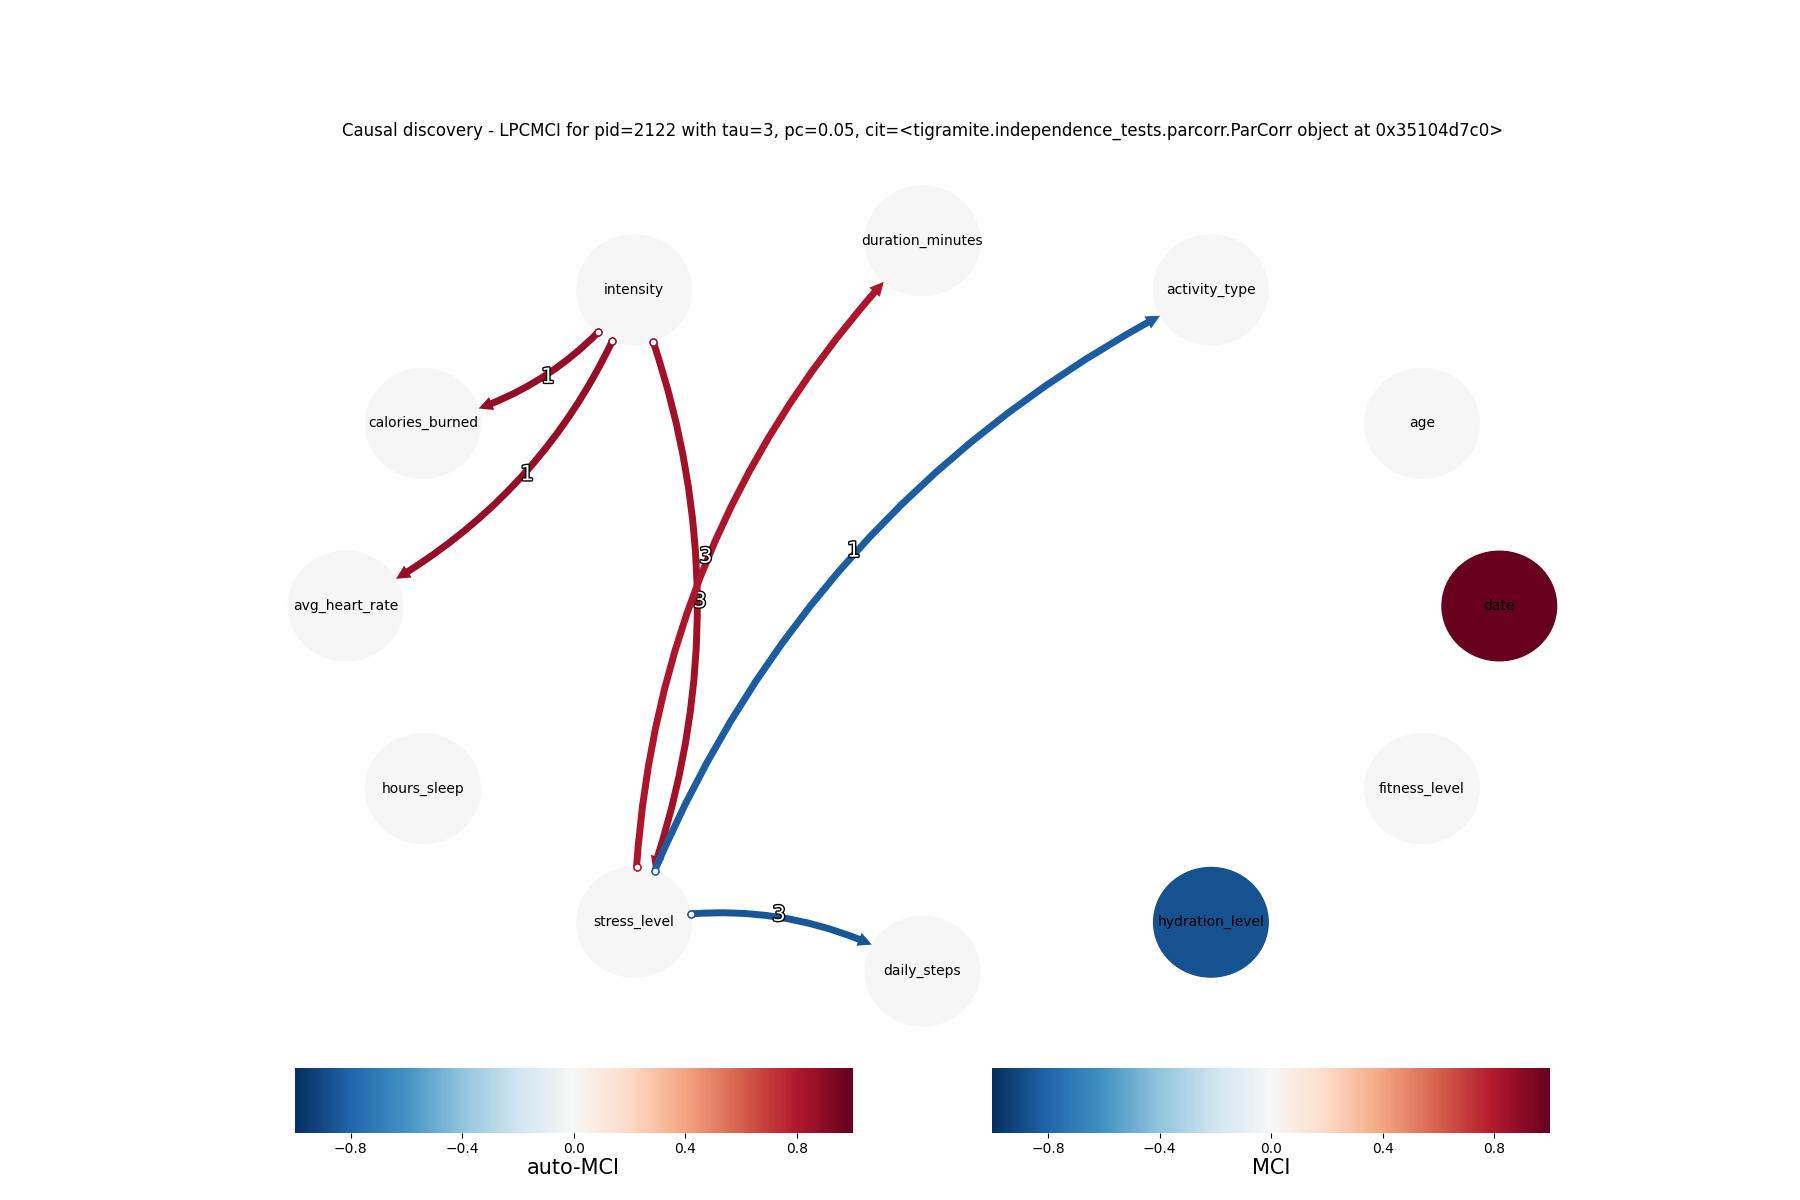 Causal discovery - LPCMCI for pid=2122 with tau=3, pc=0.05, cit=<tigramite.independence_tests.parcorr.ParCorr object at 0x35104d7c0>
duration_minutes
intensity
activity_type
1
calories_burned
age
1
3
1
3
avg_heart_rate
date
hours_sleep
fitness_level
3
stress_level
hydration_level
daily_steps
−0.8 −0.4 0.0 0.4 0.8
auto-MCI
−0.8 −0.4 0.0 0.4 0.8
MCI